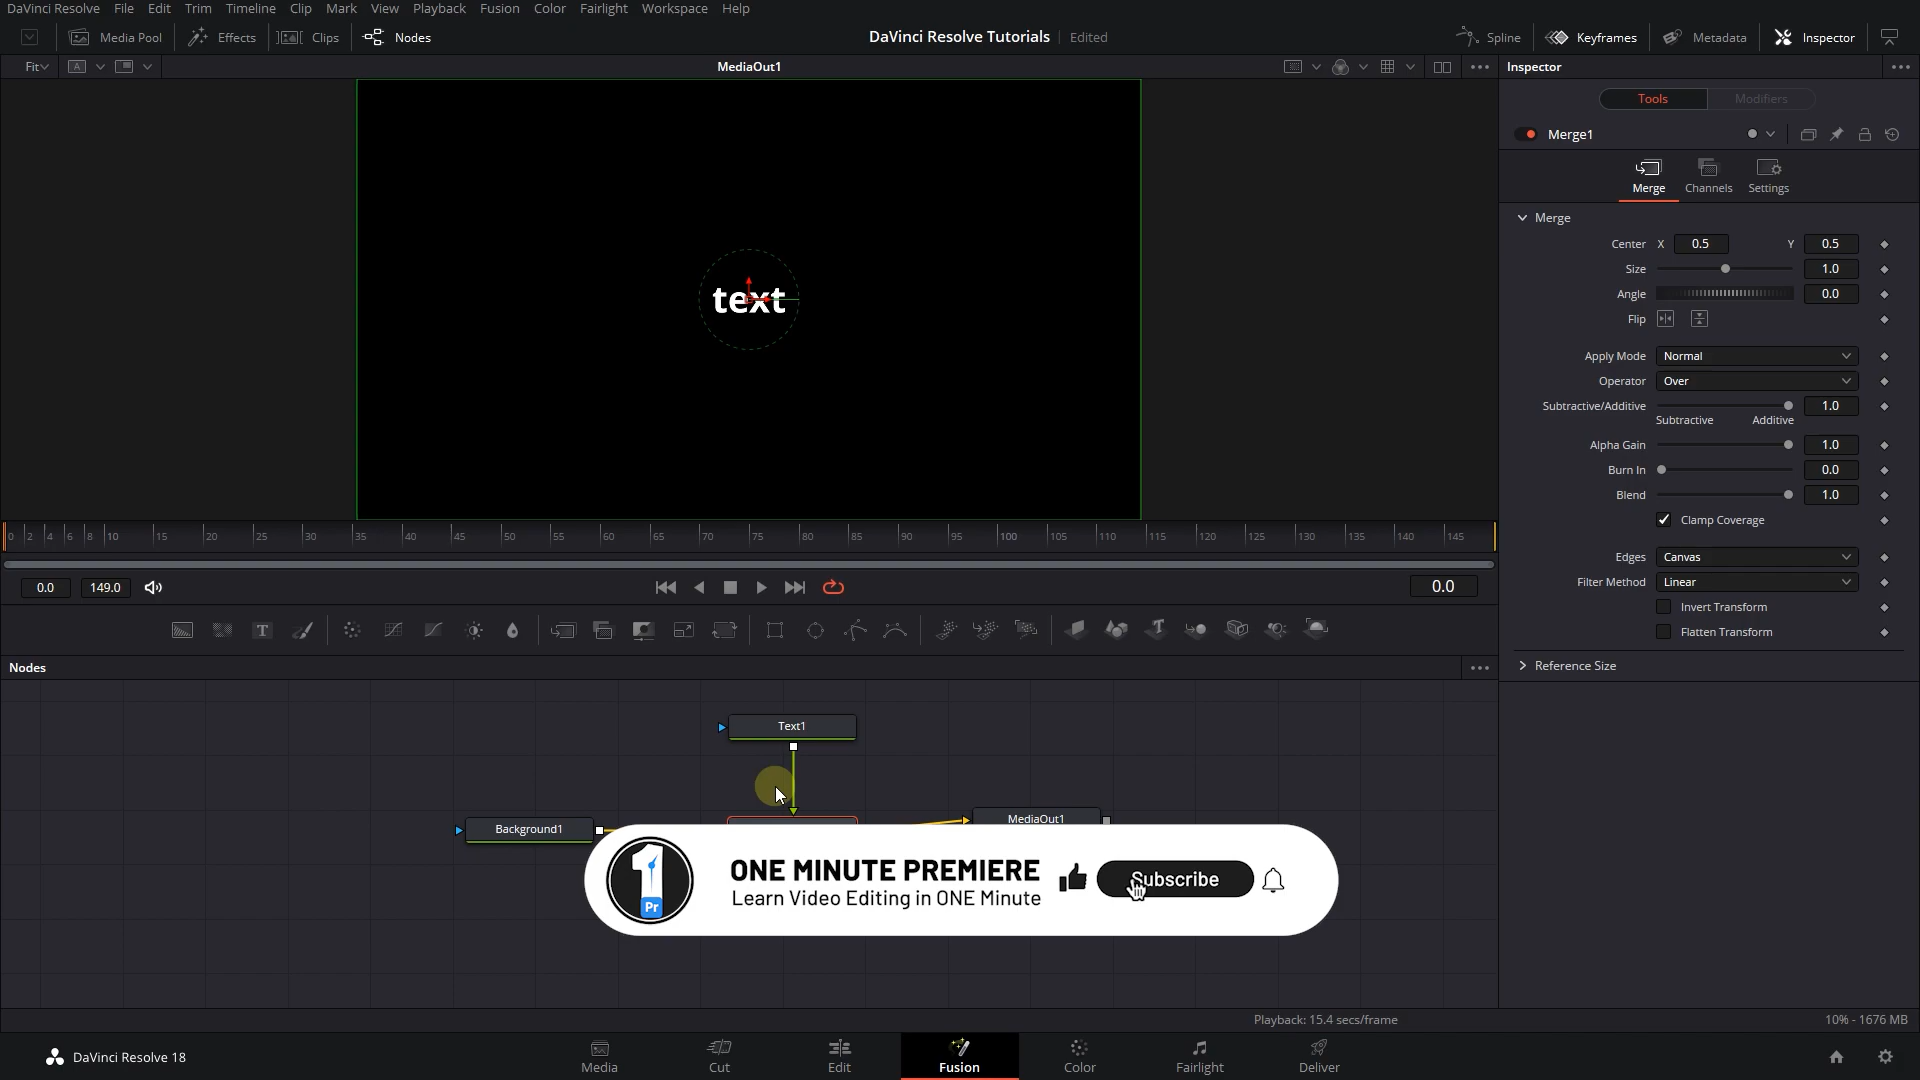 DaVinci Resolve File Edit Trim Timeline Clip Mark View Playback Fusion Color Fairlight Workspace Help
Media Pool Effects Clips Nodes DaVinci Resolve Tutorials Edited Spline Keyframes Metadata Inspector
Fit A MediaOut1 Inspector
Tools Modifiers
Merge1
Merge Channels Settings
Merge
Center X 0.5 Y 0.5
Size 1.0
Angle 0.0
Flip
text
Apply Mode Normal
Operator Over
Subtractive/Additive 1.0
Subtractive Additive
Alpha Gain 1.0
Burn In 0.0
Blend 1.0
Clamp Coverage
0 2 4 6 8 10 15 20 25 30 35 40 45 50 55 60 65 70 75 80 85 90 95 100 105 110 115 120 125 130 135 140 145
Edges Canvas
Filter Method Linear
0.0 149.0 0.0
Invert Transform
Flatten Transform
T T
Nodes
Reference Size
Text1
Background1
MediaOut1
1
Pr
ONE MINUTE PREMIERE
Learn Video Editing in ONE Minute
Subscribe
Playback: 15.4 secs/frame 10% - 1676 MB
DaVinci Resolve 18 Media Cut Edit Fusion Color Fairlight Deliver